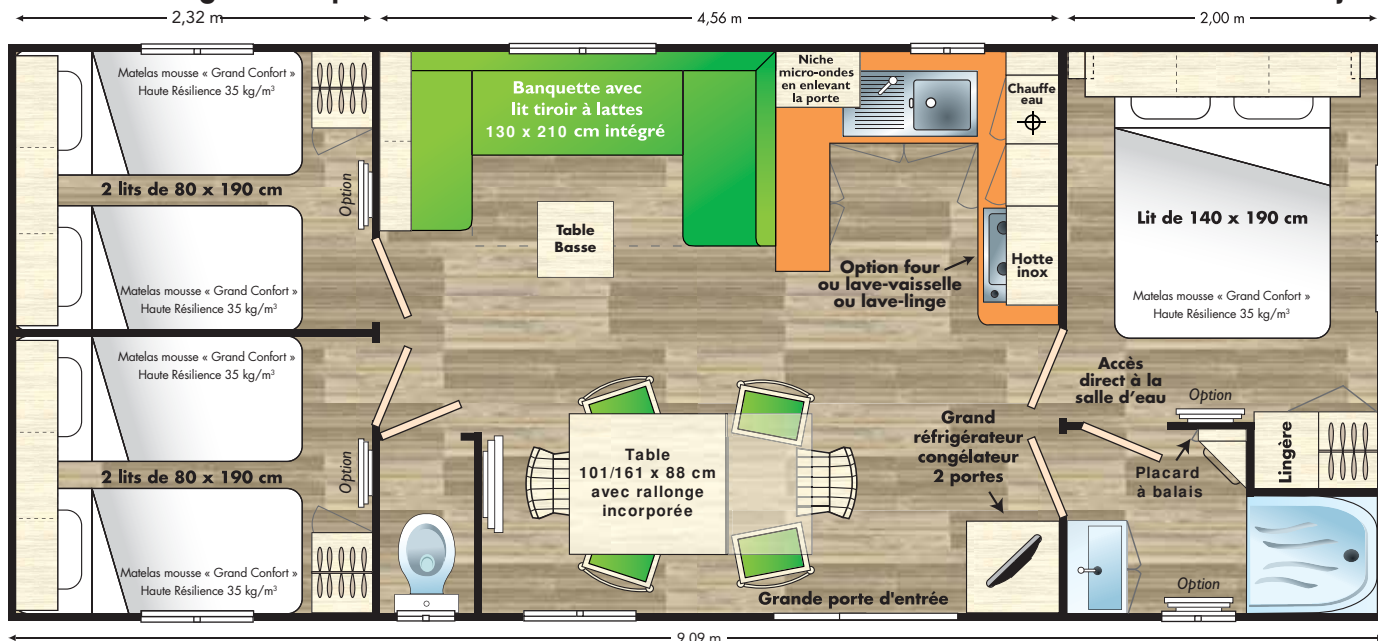 2,32 m
4,56 m
2,00 m
Matelas mousse « Grand Confort »
Haute Résilience 35 kg/m³
2 lits de 80 x 190 cm
Option
Matelas mousse « Grand Confort »
Haute Résilience 35 kg/m³
Matelas mousse « Grand Confort »
Haute Résilience 35 kg/m³
2 lits de 80 x 190 cm
Option
Matelas mousse « Grand Confort »
Haute Résilience 35 kg/m³
Banquette avec
lit tiroir à lattes
130 x 210 cm intégré
Table
Basse
Niche
micro-ondes
en enlevant
la porte
Chauffe
eau
Hotte
inox
Option four
ou lave-vaisselle
ou lave-linge
Lit de 140 x 190 cm
Matelas mousse « Grand Confort »
Haute Résilience 35 kg/m³
Table
101/161 x 88 cm
avec rallonge
incorporée
Grand
réfrigérateur
congélateur
2 portes
Grande porte d'entrée
Accès
direct à la
salle d'eau
Option
Placard
à balais
Lingère
Option
9,09 m